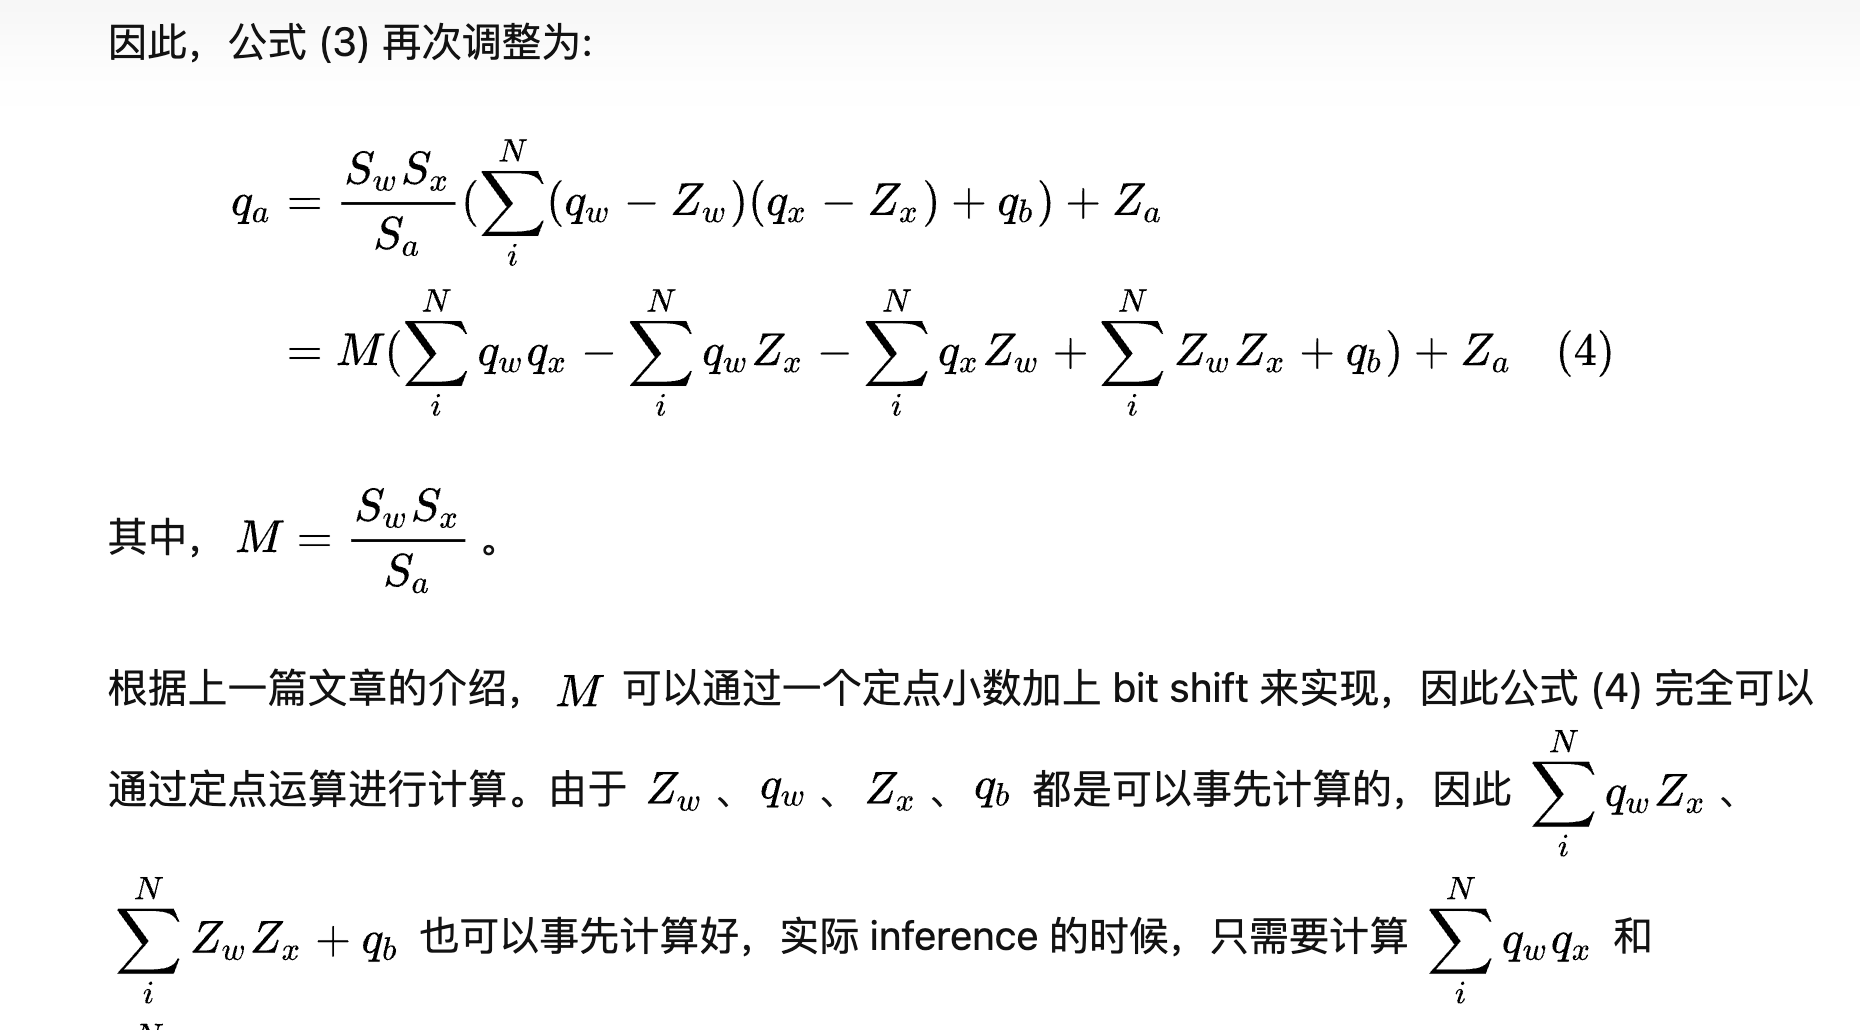 因此，公式 (3) 再次调整为:
q_a = \frac{S_w S_x}{S_a}(\sum_i^N (q_w - Z_w)(q_x - Z_x) + q_b) + Z_a
= M(\sum_i^N q_w q_x - \sum_i^N q_w Z_x - \sum_i^N q_x Z_w + \sum_i^N Z_w Z_x + q_b) + Z_a (4)
其中， M = \frac{S_w S_x}{S_a} 。
根据上一篇文章的介绍， M 可以通过一个定点小数加上 bit shift 来实现，因此公式 (4) 完全可以
通过定点运算进行计算。由于 Z_w 、 q_w 、 Z_x 、 q_b 都是可以事先计算的，因此 \sum_i^N q_w Z_x 、
\sum_i^N Z_w Z_x + q_b 也可以事先计算好，实际 inference 的时候，只需要计算 \sum_i^N q_w q_x 和